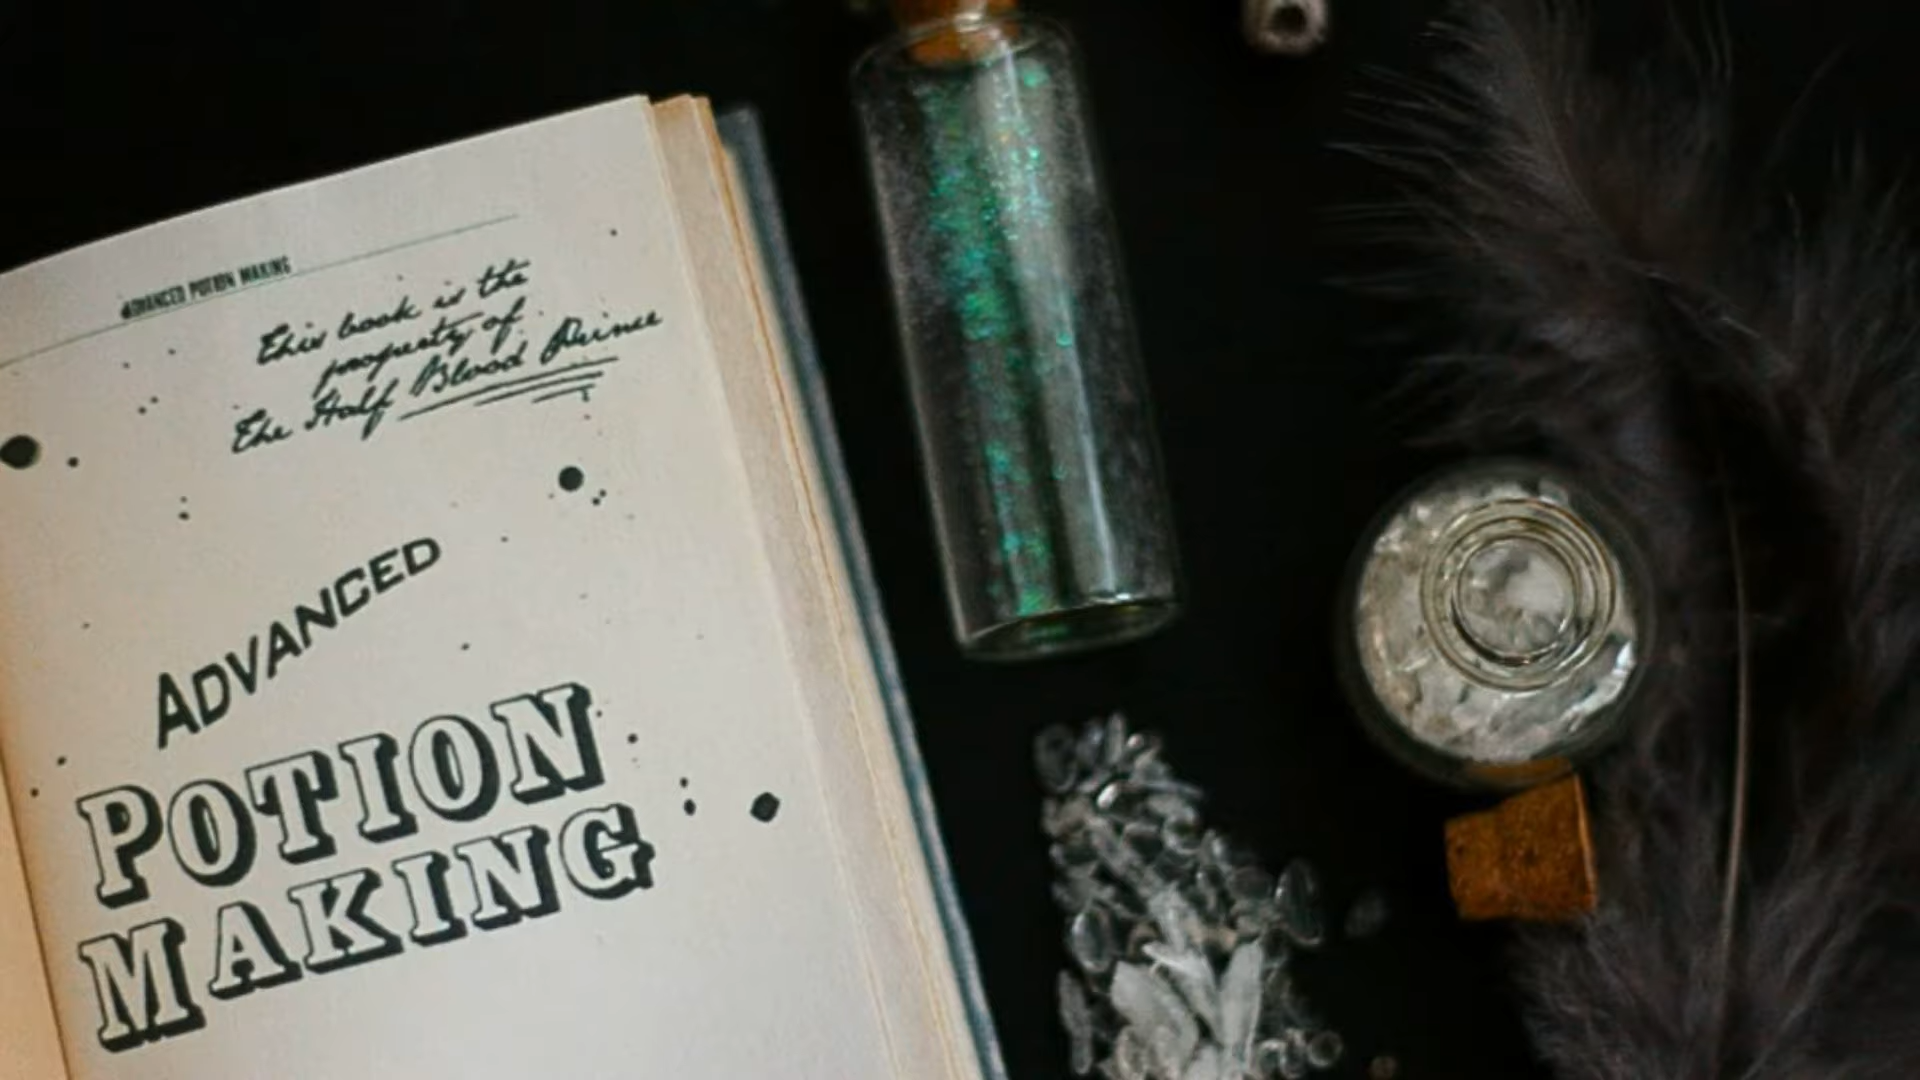 ADVANCED POTION MAKING
This book is the
property of
The Half Blood Prince
ADVANCED
POTION
MAKING